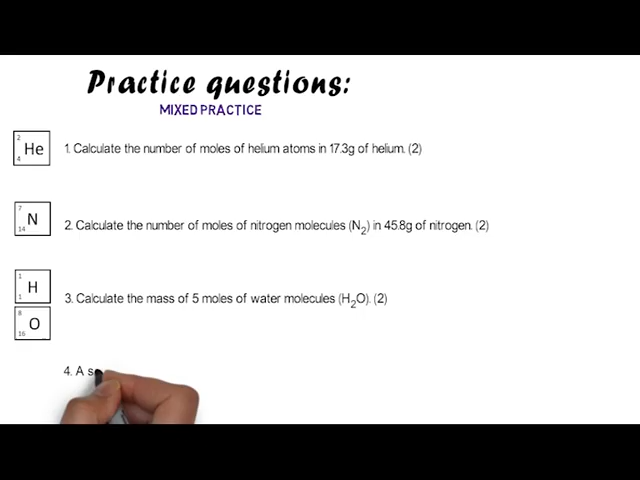 Practice questions:
MIXED PRACTICE
2
He
4
1. Calculate the number of moles of helium atoms in 17.3g of helium. (2)
7
N
14
2. Calculate the number of moles of nitrogen molecules (N2) in 45.8g of nitrogen. (2)
1
H
1
3. Calculate the mass of 5 moles of water molecules (H2O). (2)
8
O
16
4. A s